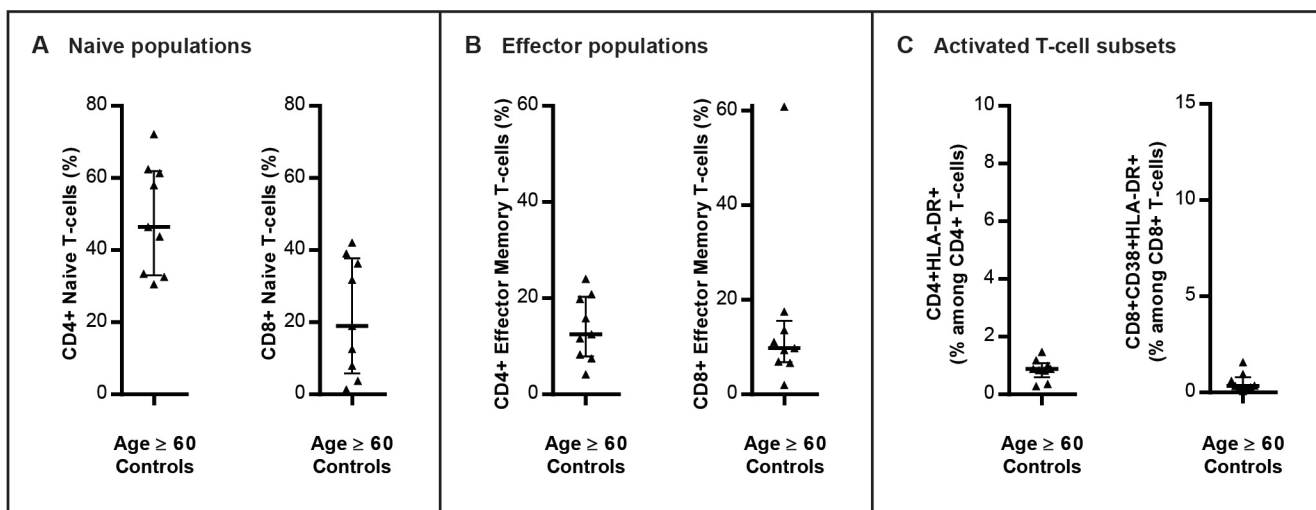 A Naive populations
CD4+ Naive T-cells (%)
80
60
40
20
0
Age ≥ 60
Controls
CD8+ Naive T-cells (%)
80
60
40
20
0
Age ≥ 60
Controls
B Effector populations
CD4+ Effector Memory T-cells (%)
60
40
20
0
Age ≥ 60
Controls
CD8+ Effector Memory T-cells (%)
60
40
20
0
Age ≥ 60
Controls
C Activated T-cell subsets
CD4+HLA-DR+
(% among CD4+ T-cells)
10
8
6
4
2
0
Age ≥ 60
Controls
CD8+CD38+HLA-DR+
(% among CD8+ T-cells)
15
10
5
0
Age ≥ 60
Controls